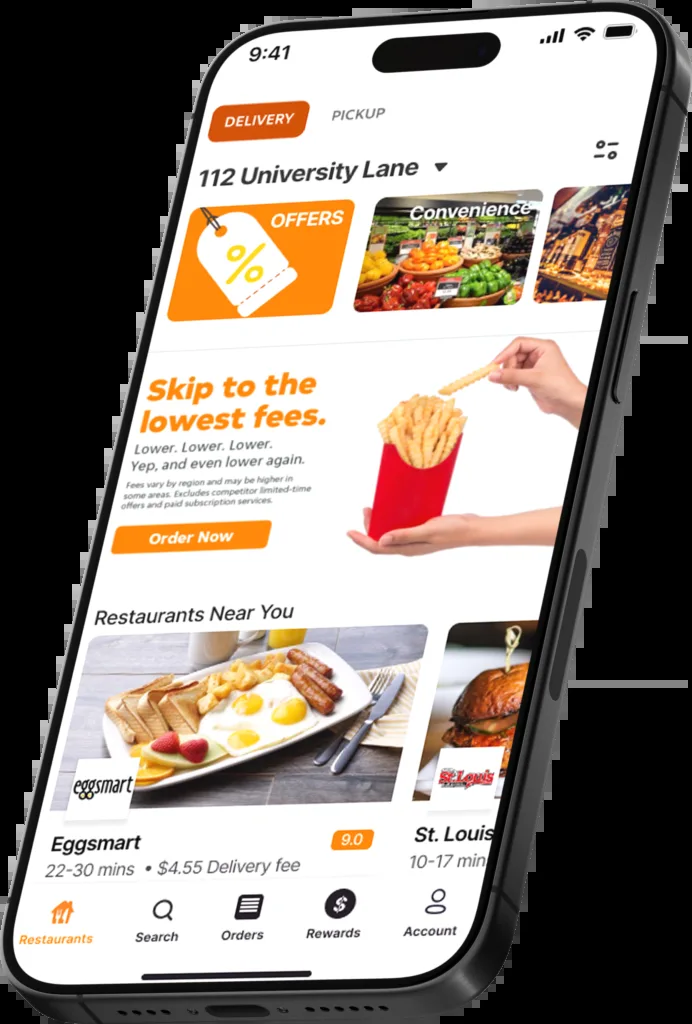 9:41
DELIVERY
PICKUP
112 University Lane
OFFERS
Convenience
Skip to the
lowest fees.
Lower. Lower. Lower.
Yep, and even lower again.
Fees vary by region and may be higher in
some areas. Excludes competitor limited-time
offers and paid subscription services.
Order Now
Restaurants Near You
eggsmart
St. Louis
Eggsmart
9.0
St. Louis
22-30 mins • $4.55 Delivery fee
10-17 min
Restaurants
Search
Orders
Rewards
Account